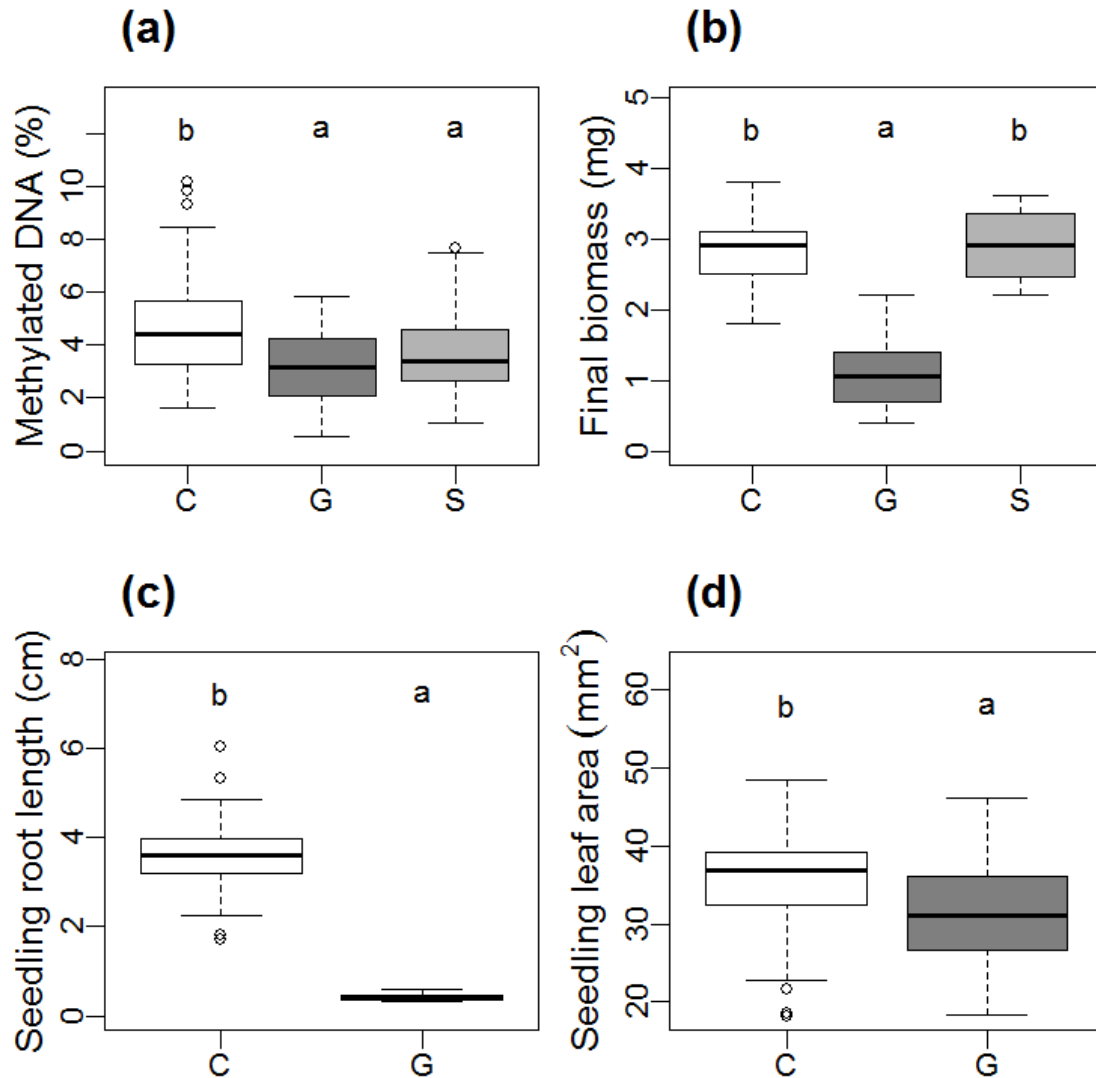 (a)
Methylated DNA (%)
0 2 4 6 8 10
b a a
C G S
(b)
Final biomass (mg)
0 1 2 3 4 5
b a b
C G S
(c)
Seedling root length (cm)
0 2 4 6 8
b a
C G
(d)
Seedling leaf area (mm²)
20 30 40 50 60
b a
C G